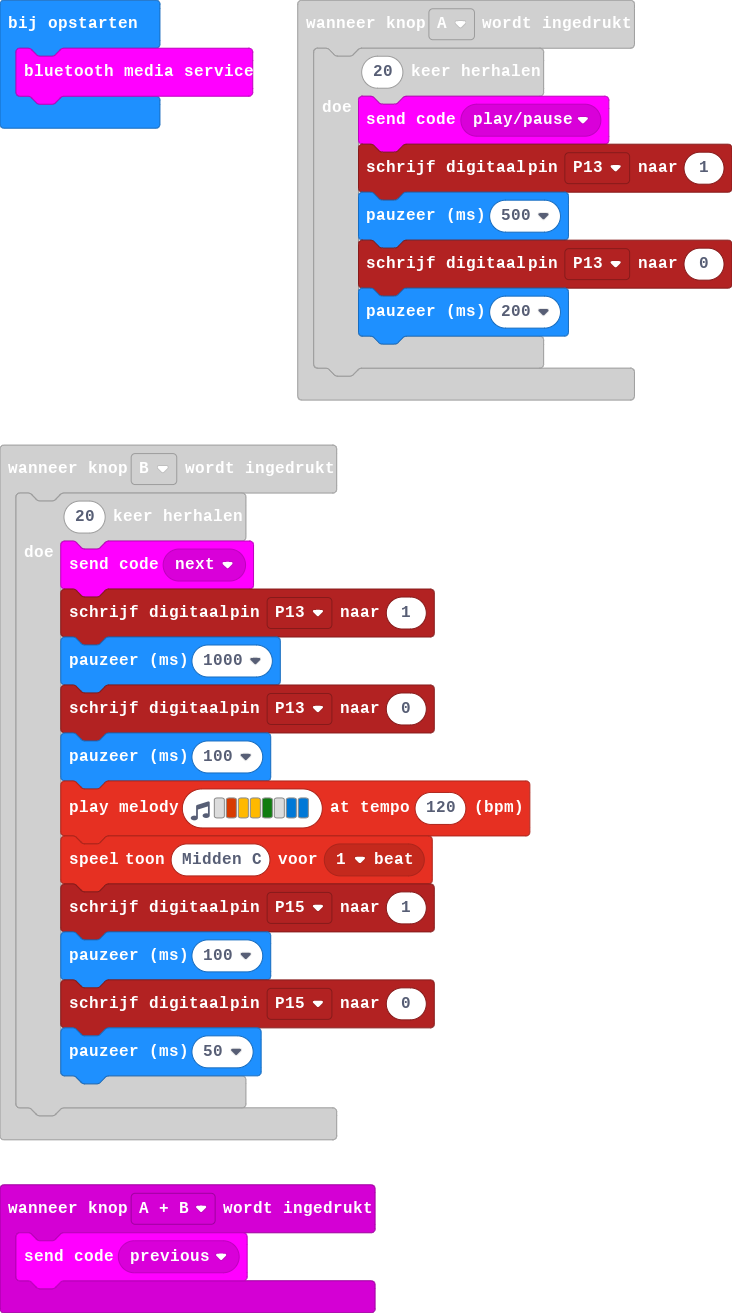 bij opstarten
bluetooth media service
wanneer knop A wordt ingedrukt
20 keer herhalen
doe
send code play/pause
schrijf digitaalpin P13 naar 1
pauzeer (ms) 500
schrijf digitaalpin P13 naar 0
pauzeer (ms) 200
wanneer knop B wordt ingedrukt
20 keer herhalen
doe
send code next
schrijf digitaalpin P13 naar 1
pauzeer (ms) 1000
schrijf digitaalpin P13 naar 0
pauzeer (ms) 100
play melody at tempo 120 (bpm)
speel toon Midden C voor 1 beat
schrijf digitaalpin P15 naar 1
pauzeer (ms) 100
schrijf digitaalpin P15 naar 0
pauzeer (ms) 50
wanneer knop A + B wordt ingedrukt
send code previous